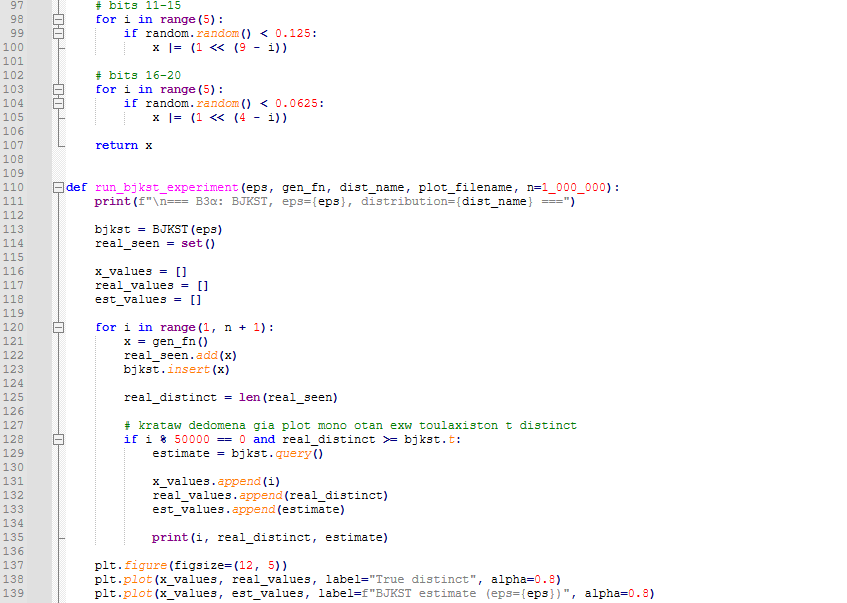 97 # bits 11-15
98 for i in range(5):
99 if random.random() < 0.125:
100 x |= (1 << (9 - i))
101
102 # bits 16-20
103 for i in range(5):
104 if random.random() < 0.0625:
105 x |= (1 << (4 - i))
106
107 return x
108
109
110 def run_bjkst_experiment(eps, gen_fn, dist_name, plot_filename, n=1_000_000):
111 print(f"\n=== B3α: BJKST, eps={eps}, distribution={dist_name} ===")
112
113 bjkst = BJKST(eps)
114 real_seen = set()
115
116 x_values = []
117 real_values = []
118 est_values = []
119
120 for i in range(1, n + 1):
121 x = gen_fn()
122 real_seen.add(x)
123 bjkst.insert(x)
124
125 real_distinct = len(real_seen)
126
127 # krataw dedomena gia plot mono otan exw toulaxiston t distinct
128 if i % 50000 == 0 and real_distinct >= bjkst.t:
129 estimate = bjkst.query()
130
131 x_values.append(i)
132 real_values.append(real_distinct)
133 est_values.append(estimate)
134
135 print(i, real_distinct, estimate)
136
137 plt.figure(figsize=(12, 5))
138 plt.plot(x_values, real_values, label="True distinct", alpha=0.8)
139 plt.plot(x_values, est_values, label=f"BJKST estimate (eps={eps})", alpha=0.8)